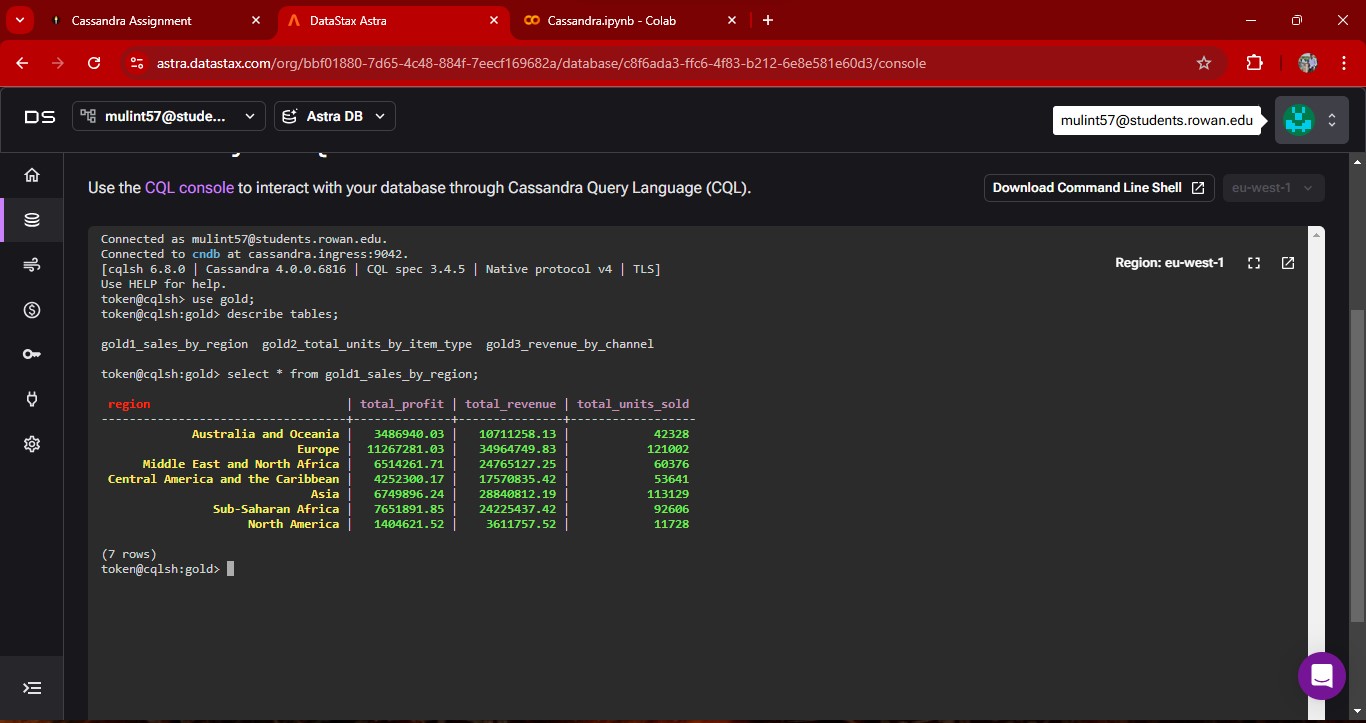 Cassandra Assignment
DataStax Astra
Cassandra.ipynb - Colab
astra.datastax.com/org/bbf01880-7d65-4c48-884f-7eecf169682a/database/c8f6ada3-ffc6-4f83-b212-6e8e581e60d3/console
DS mulint57@stude... Astra DB mulint57@students.rowan.edu
Use the CQL console to interact with your database through Cassandra Query Language (CQL). Download Command Line Shell eu-west-1
Region: eu-west-1
Connected as mulint57@students.rowan.edu.
Connected to cndb at cassandra.ingress:9042.
[cqlsh 6.8.0 | Cassandra 4.0.0.6816 | CQL spec 3.4.5 | Native protocol v4 | TLS]
Use HELP for help.
token@cqlsh> use gold;
token@cqlsh:gold> describe tables;
gold1_sales_by_region gold2_total_units_by_item_type gold3_revenue_by_channel
token@cqlsh:gold> select * from gold1_sales_by_region;
region | total_profit | total_revenue | total_units_sold
---------------------------------+--------------+---------------+------------------
Australia and Oceania | 3486940.03 | 10711258.13 | 42328
Europe | 11267281.03 | 34964749.83 | 121002
Middle East and North Africa | 6514261.71 | 24765127.25 | 60376
Central America and the Caribbean | 4252300.17 | 17570835.42 | 53641
Asia | 6749896.24 | 28840812.19 | 113129
Sub-Saharan Africa | 7651891.85 | 24225437.42 | 92606
North America | 1404621.52 | 3611757.52 | 11728
(7 rows)
token@cqlsh:gold>